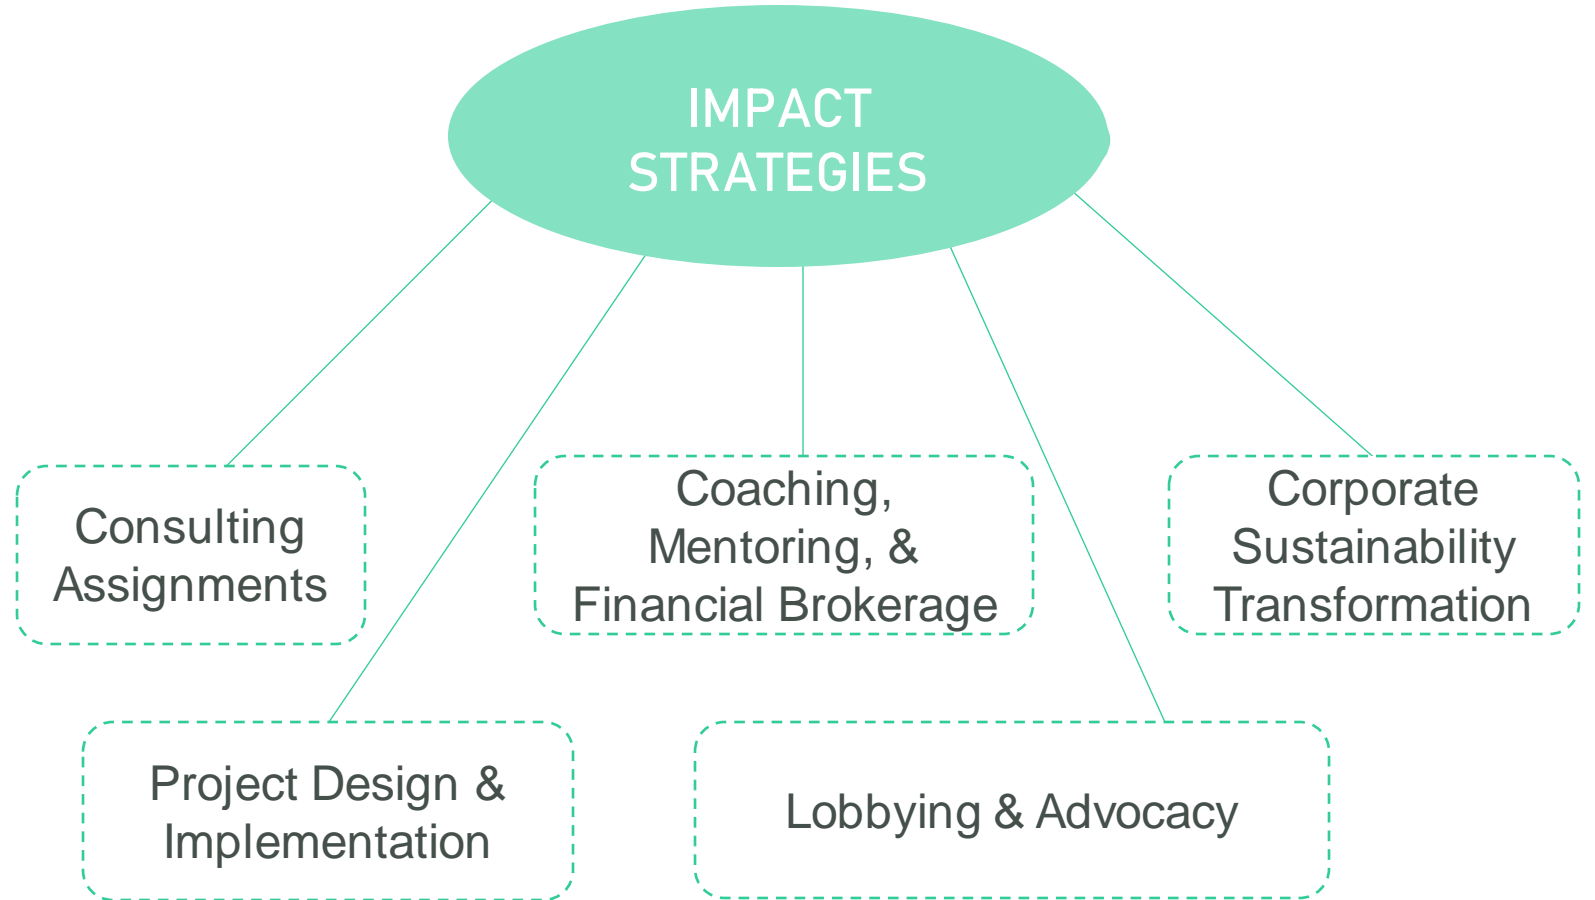 IMPACT
STRATEGIES
Consulting
Assignments
Coaching,
Mentoring, &
Financial Brokerage
Corporate
Sustainability
Transformation
Project Design &
Implementation
Lobbying & Advocacy